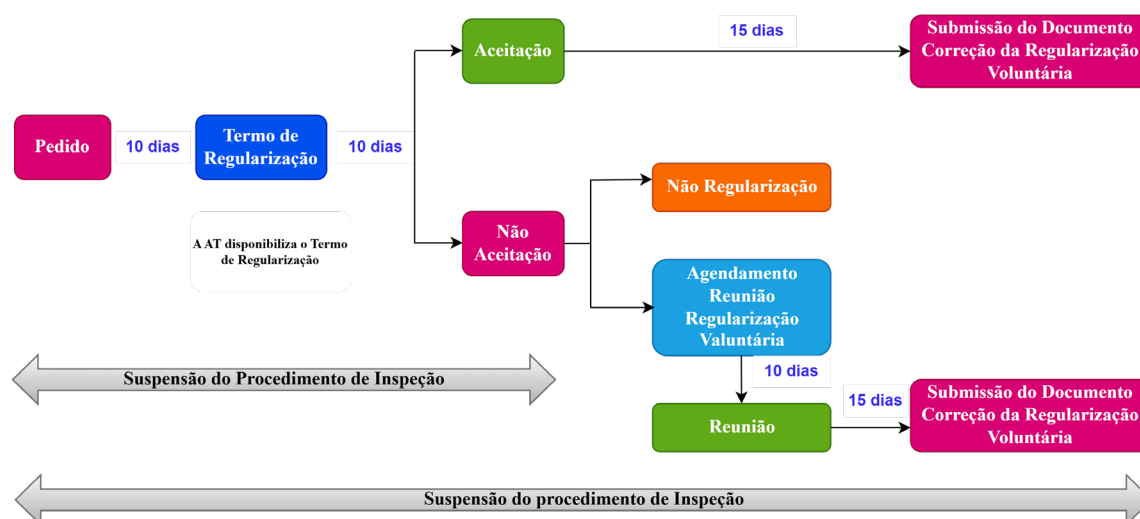 Pedido
10 dias
Termo de
Regularização
A AT disponibiliza o Termo
de Regularização
10 dias
Aceitação
15 dias
Submissão do Documento
Correção da Regularização
Voluntária
Não
Aceitação
Não Regularização
Agendamento
Reunião
Regularização
Valuntária
10 dias
Reunião
15 dias
Submissão do Documento
Correção da Regularização
Voluntária
Suspensão do Procedimento de Inspeção
Suspensão do procedimento de Inspeção